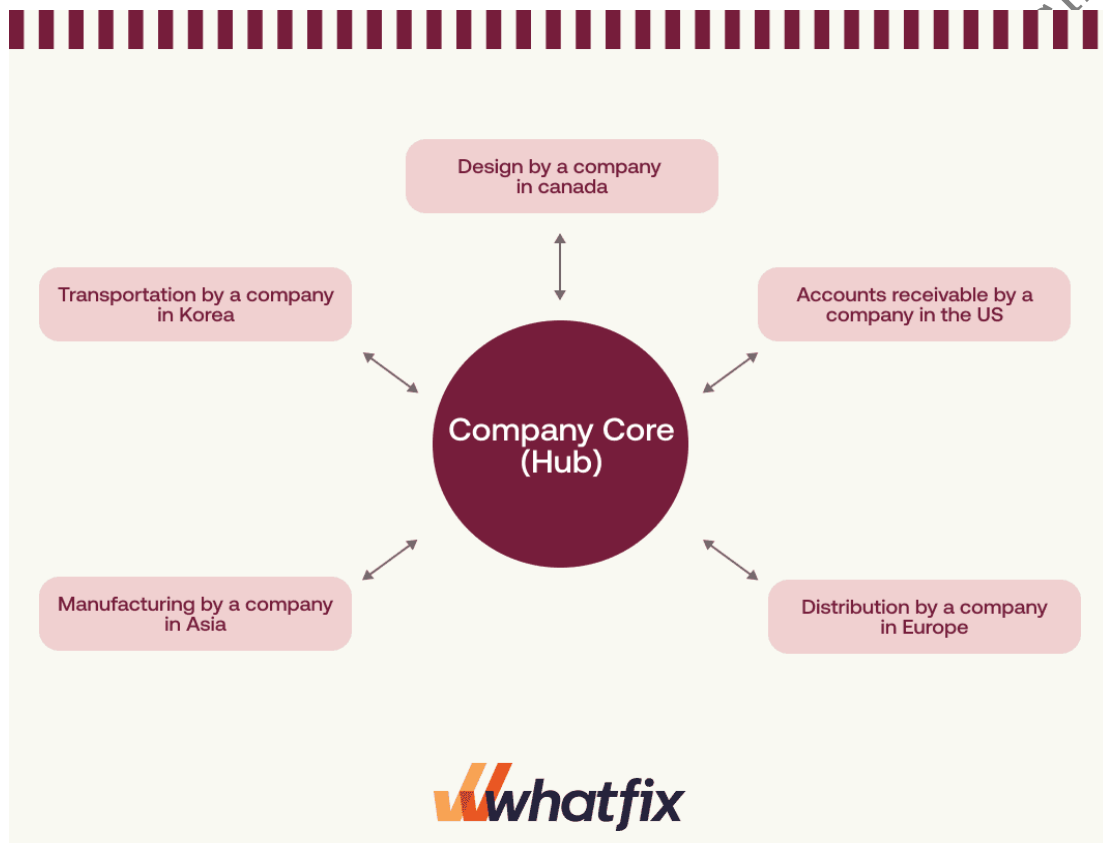 Design by a company
in canada
Transportation by a company
in Korea
Accounts receivable by a
company in the US
Company Core
(Hub)
Manufacturing by a company
in Asia
Distribution by a company
in Europe
whatfix